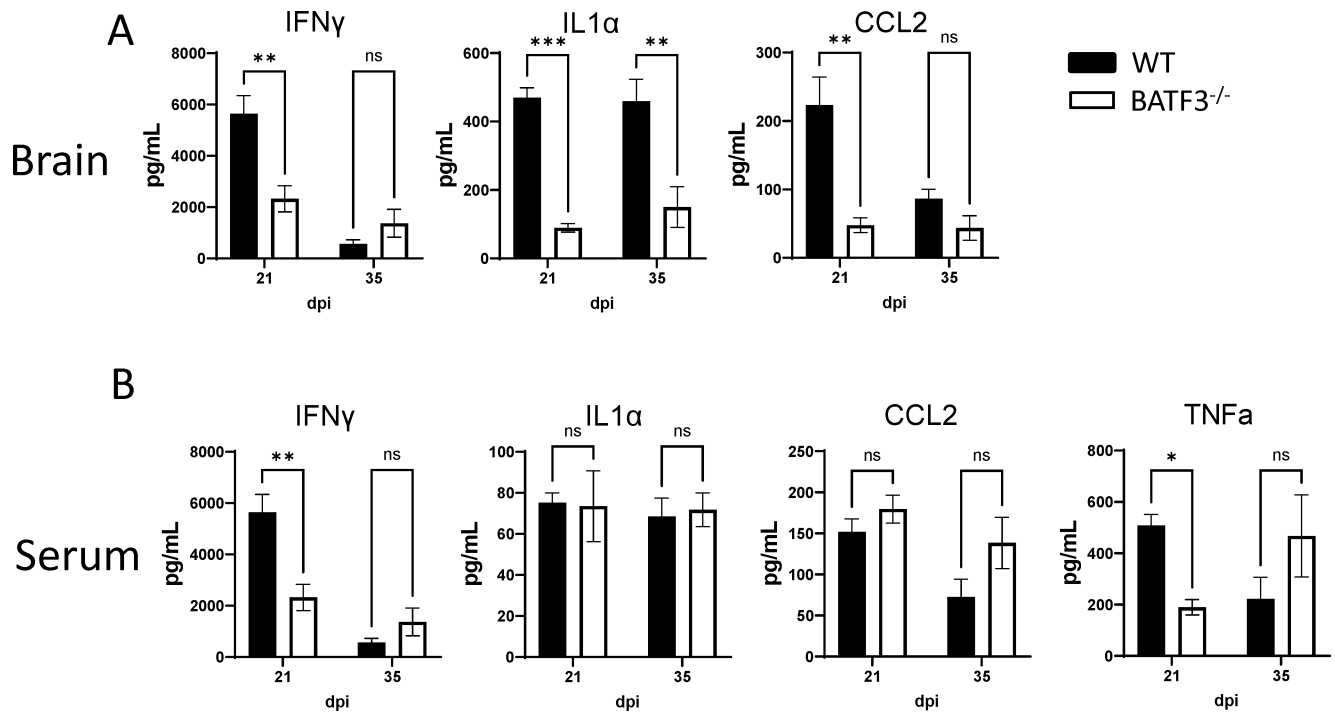 A
IFNγ
IL1α
CCL2
WT
BATF3-/-
Brain
pg/mL
8000
6000
4000
2000
0
**
ns
21
35
dpi
pg/mL
600
400
200
0
***
**
21
35
dpi
pg/mL
300
200
100
0
**
ns
21
35
dpi
B
IFNγ
IL1α
CCL2
TNFa
Serum
pg/mL
8000
6000
4000
2000
0
**
ns
21
35
dpi
pg/mL
100
80
60
40
20
0
ns
ns
21
35
dpi
pg/mL
250
200
150
100
50
0
ns
ns
21
35
dpi
pg/mL
800
600
400
200
0
*
ns
21
35
dpi